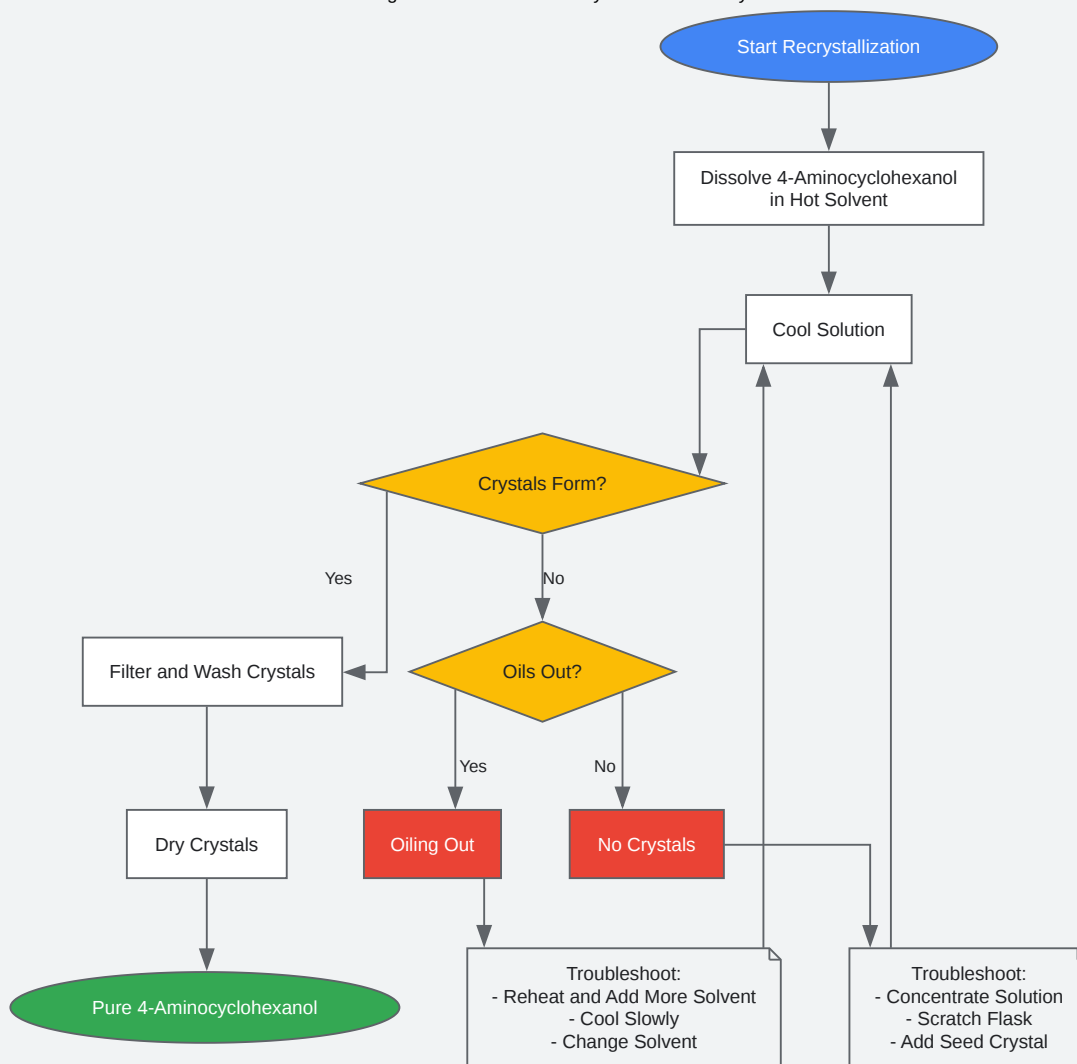 Start Recrystallization
Dissolve 4-Aminocyclohexanol
in Hot Solvent
Cool Solution
Crystals Form?
Yes
No
Filter and Wash Crystals
Oils Out?
Yes
No
Dry Crystals
Oiling Out
No Crystals
Pure 4-Aminocyclohexanol
Troubleshoot:
- Reheat and Add More Solvent
- Cool Slowly
- Change Solvent
Troubleshoot:
- Concentrate Solution
- Scratch Flask
- Add Seed Crystal